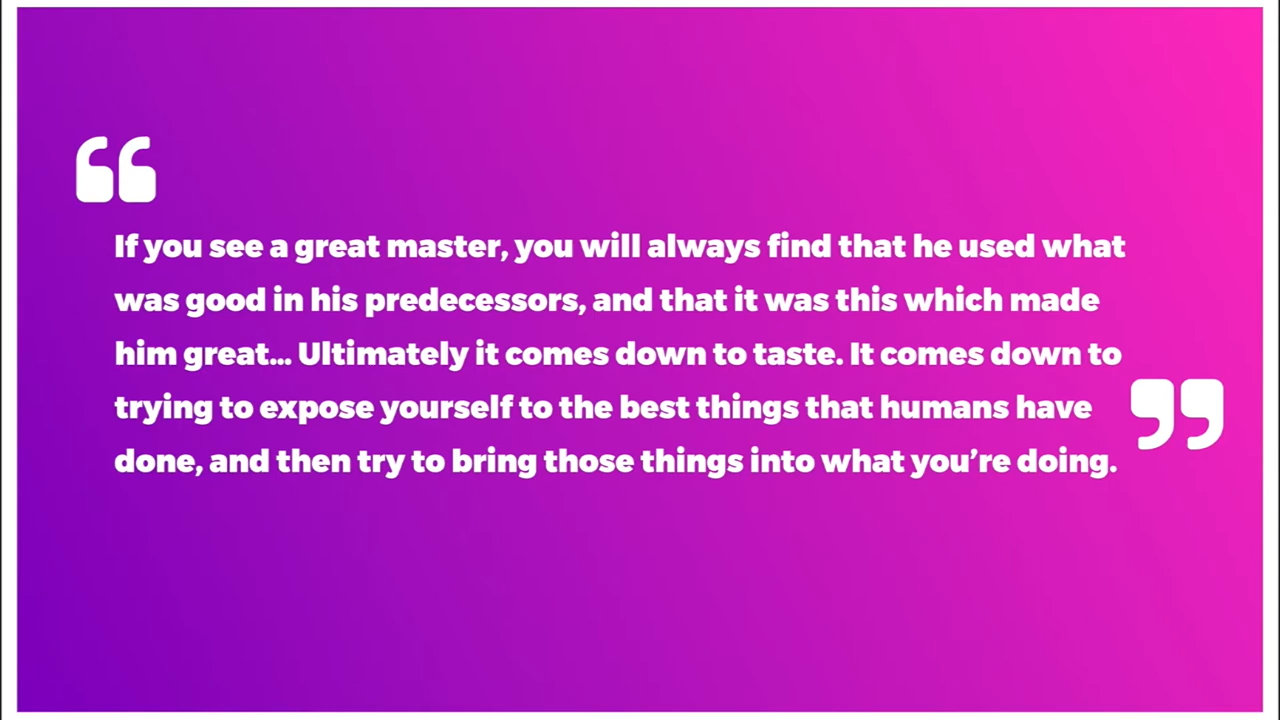 “
If you see a great master, you will always find that he used what
was good in his predecessors, and that it was this which made
him great... Ultimately it comes down to taste. It comes down to
trying to expose yourself to the best things that humans have
done, and then try to bring those things into what you’re doing.
”